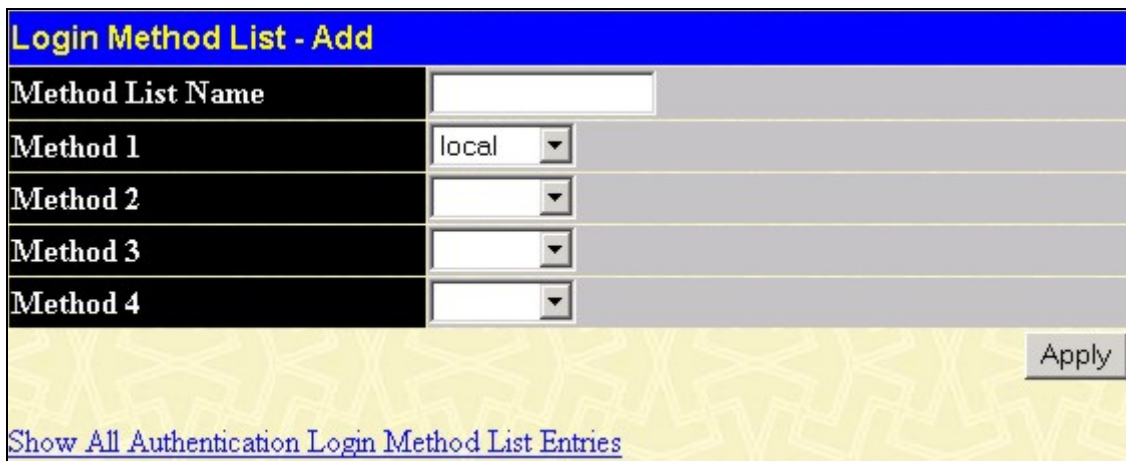 Login Method List - Add
Method List Name
Method 1 local
Method 2
Method 3
Method 4
Apply
Show All Authentication Login Method List Entries